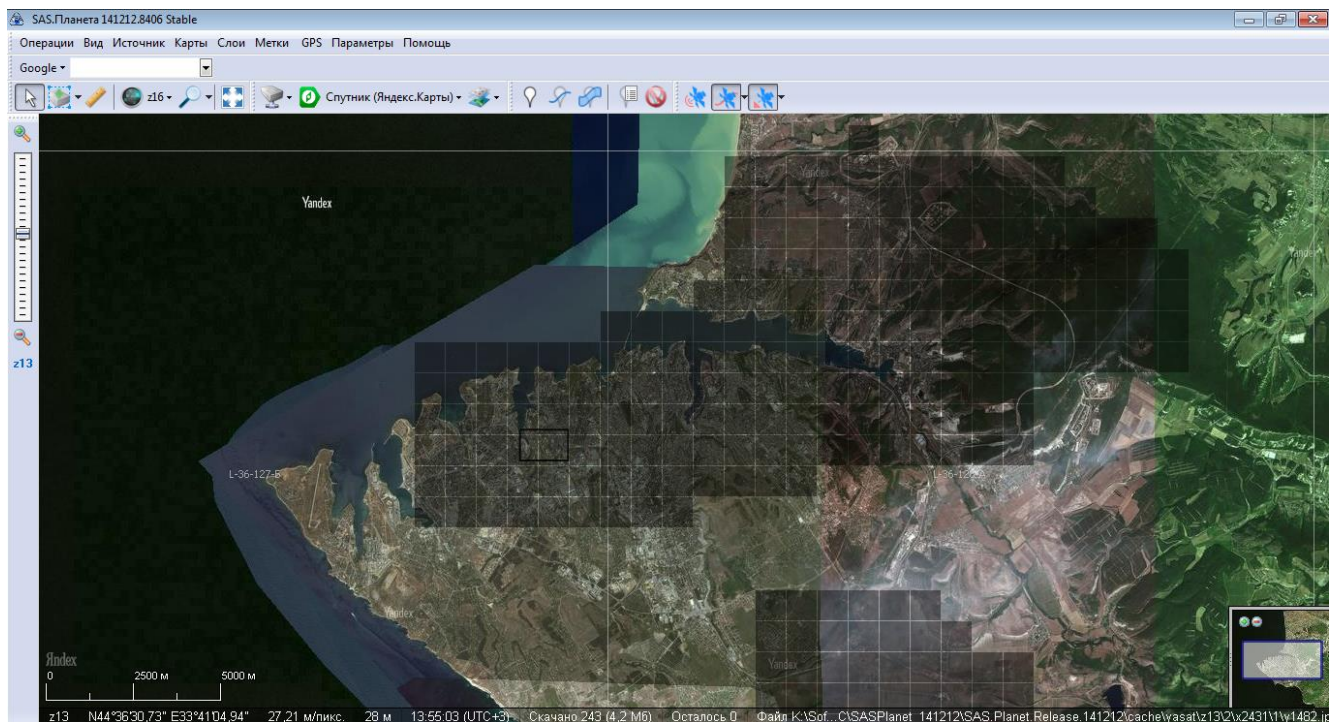 SAS.Планета 141212.8406 Stable
Операции Вид Источник Карты Слои Метки GPS Параметры Помощь
Google
z16 Спутник (Яндекс.Карты)
Yandex
Yandex
Yandex
z13
L-36-127-Б
Yandex
Yandex
Яndex
0 2500 м 5000 м
z13 N44°36'30,73" E33°41'04,94" 27,21 м/пикс. 28 м 13:55:03 (UTC+3) Скачано 243 (4,2 Мб) Осталось 0 Файл K:\Sof...C\SASPlanet_141212\SAS.Planet.Release.141212\cache\yasat\z13\2\x2431\1\y1482.jp